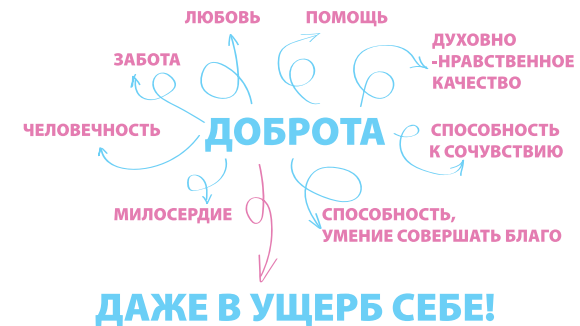 ЛЮБОВЬ
ПОМОЩЬ
ЗАБОТА
ДУХОВНО
-НРАВСТВЕННОЕ
КАЧЕСТВО
ЧЕЛОВЕЧНОСТЬ
ДОБРОТА
СПОСОБНОСТЬ
К СОЧУВСТВИЮ
МИЛОСЕРДИЕ
СПОСОБНОСТЬ,
УМЕНИЕ СОВЕРШАТЬ БЛАГО
ДАЖЕ В УЩЕРБ СЕБЕ!